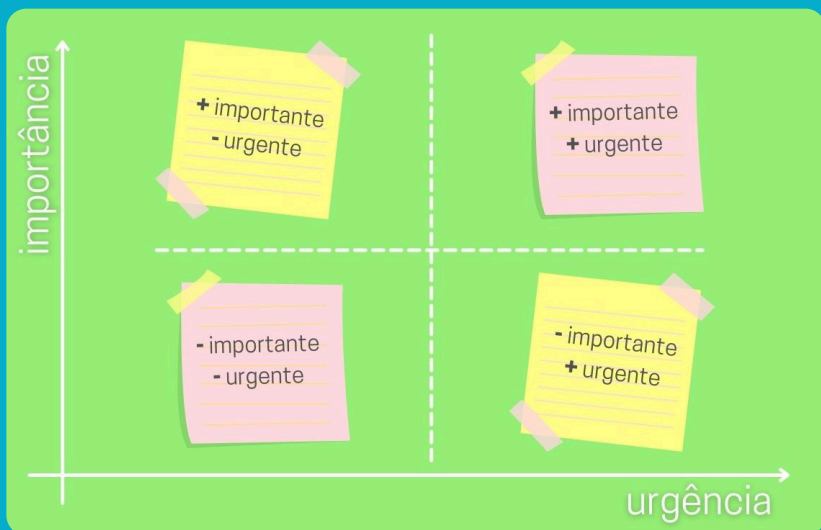 importância
+ importante
- urgente
+ importante
+ urgente
- importante
- urgente
- importante
+ urgente
urgência